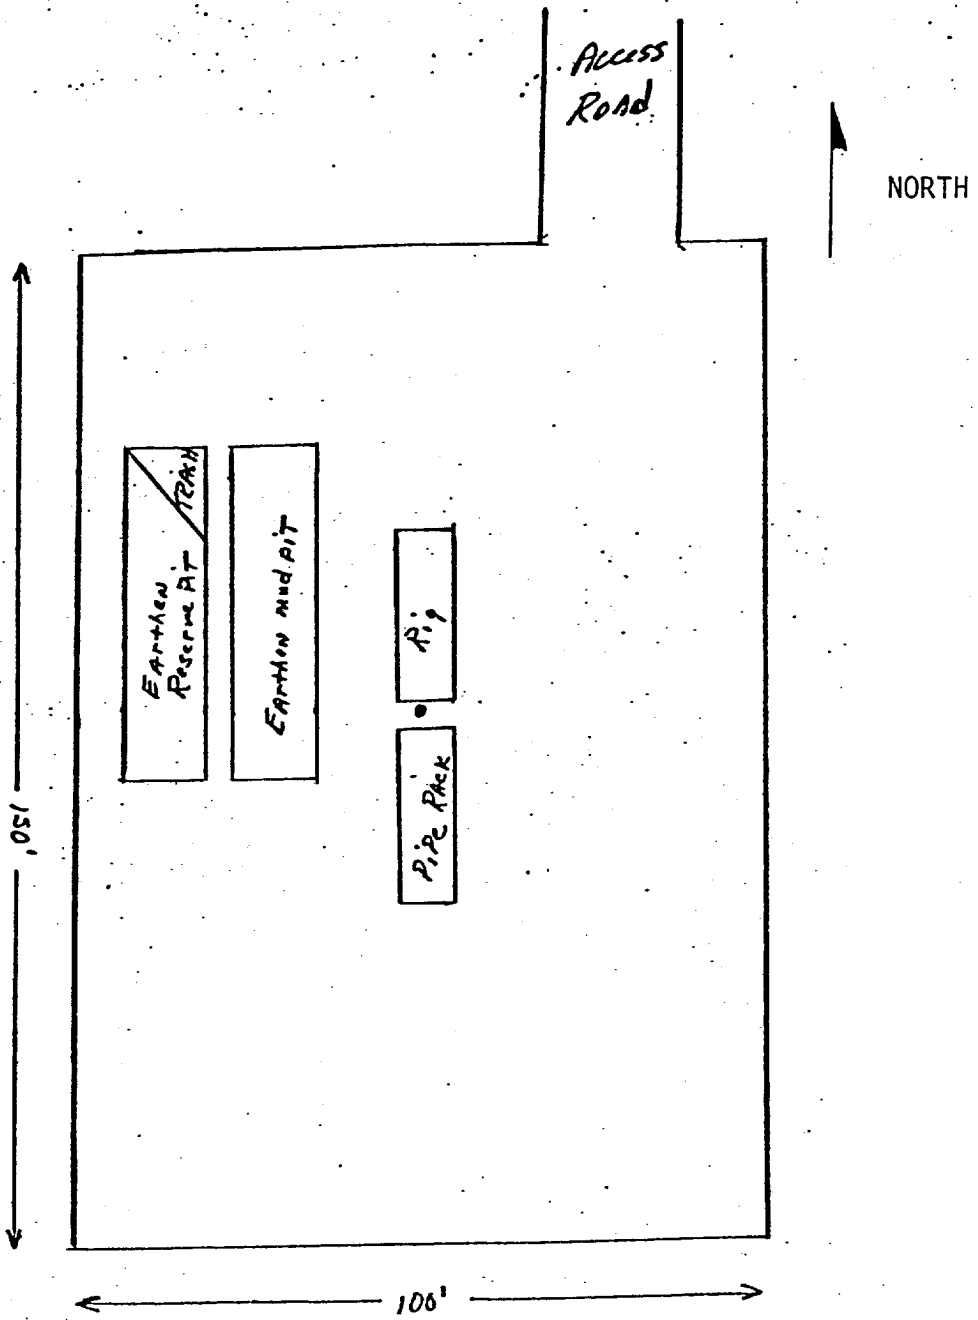 Access
Road
NORTH
TRASH
Earthen
Reserve Pit
Earthen Mud Pit
Rig
Pipe Rack
150'
100'